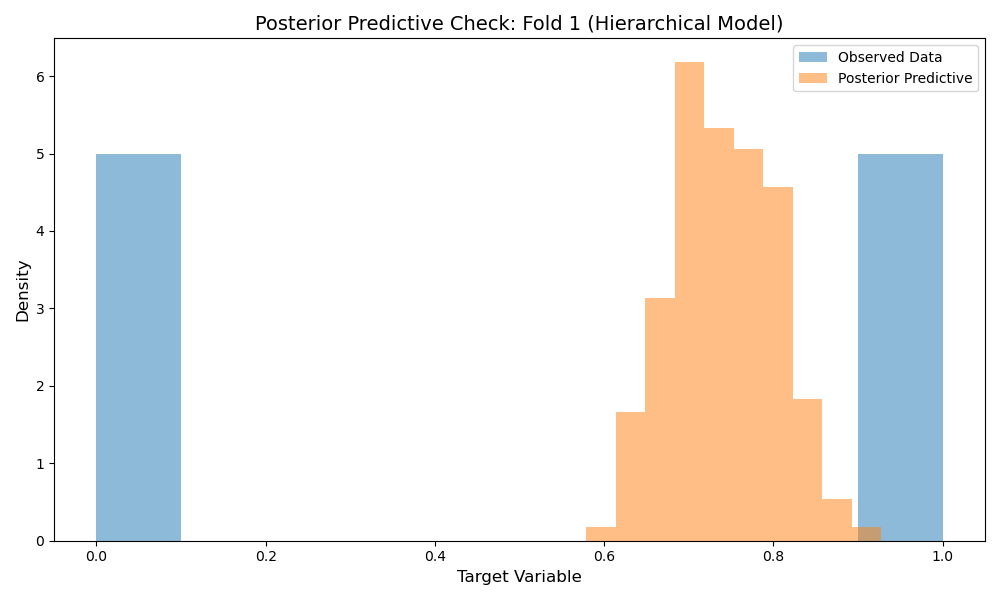 Posterior Predictive Check: Fold 1 (Hierarchical Model)
Observed Data
Posterior Predictive
Density
6
5
4
3
2
1
0
0.0 0.2 0.4 0.6 0.8 1.0
Target Variable